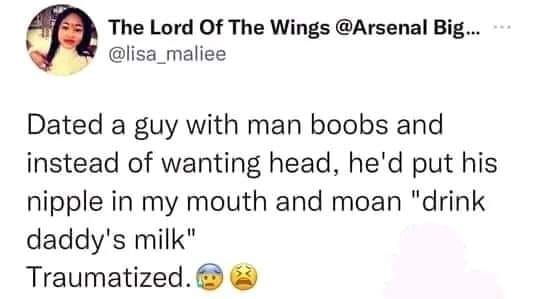 The Lord Of The Wings @Arsenal Big... ...
@lisa_maliee
Dated a guy with man boobs and
instead of wanting head, he'd put his
nipple in my mouth and moan "drink
daddy's milk"
Traumatized.😰😫